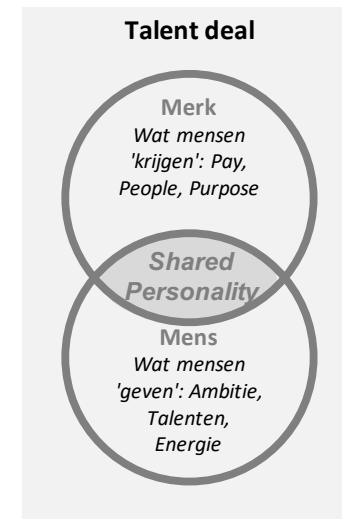 Talent deal
Merk
Wat mensen
'krijgen': Pay,
People, Purpose
Shared
Personality
Mens
Wat mensen
'geven': Ambitie,
Talenten,
Energie